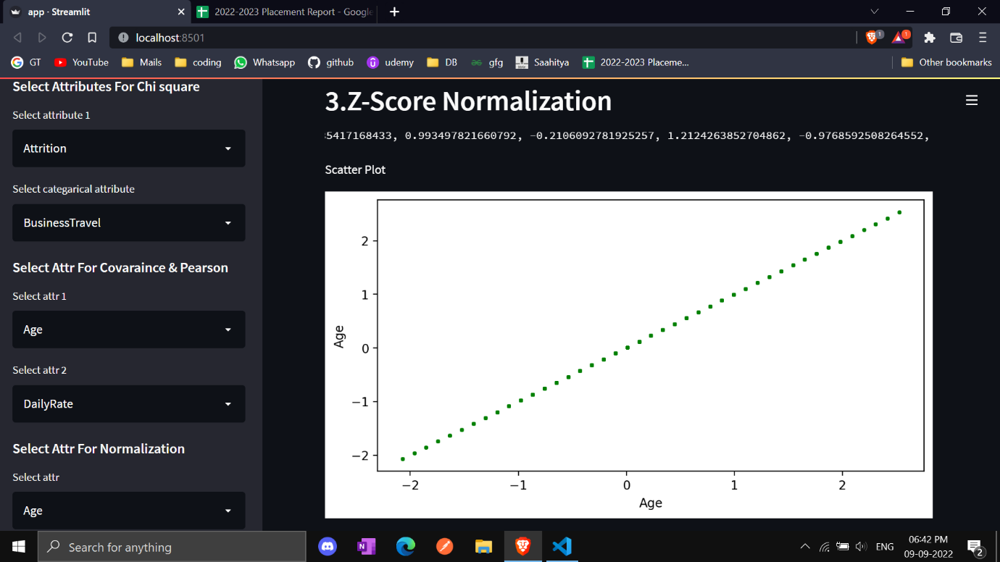 app · Streamlit
2022-2023 Placement Report - Google
localhost:8501
1
1
GT
YouTube
Mails
coding
Whatsapp
github
udemy
DB
gfg
Saahitya
2022-2023 Placeme...
Other bookmarks
Select Attributes For Chi square
Select attribute 1
Attrition
Select categarical attribute
BusinessTravel
Select Attr For Covaraince & Pearson
Select attr 1
Age
Select attr 2
DailyRate
Select Attr For Normalization
Select attr
Age
3.Z-Score Normalization
35417168433, 0.993497821660792, -0.2106092781925257, 1.2124263852704862, -0.9768592508264552,
Scatter Plot
2
1
0
−1
−2
Age
−2
−1
0
1
2
Age
Search for anything
ENG
06:42 PM
09-09-2022
2